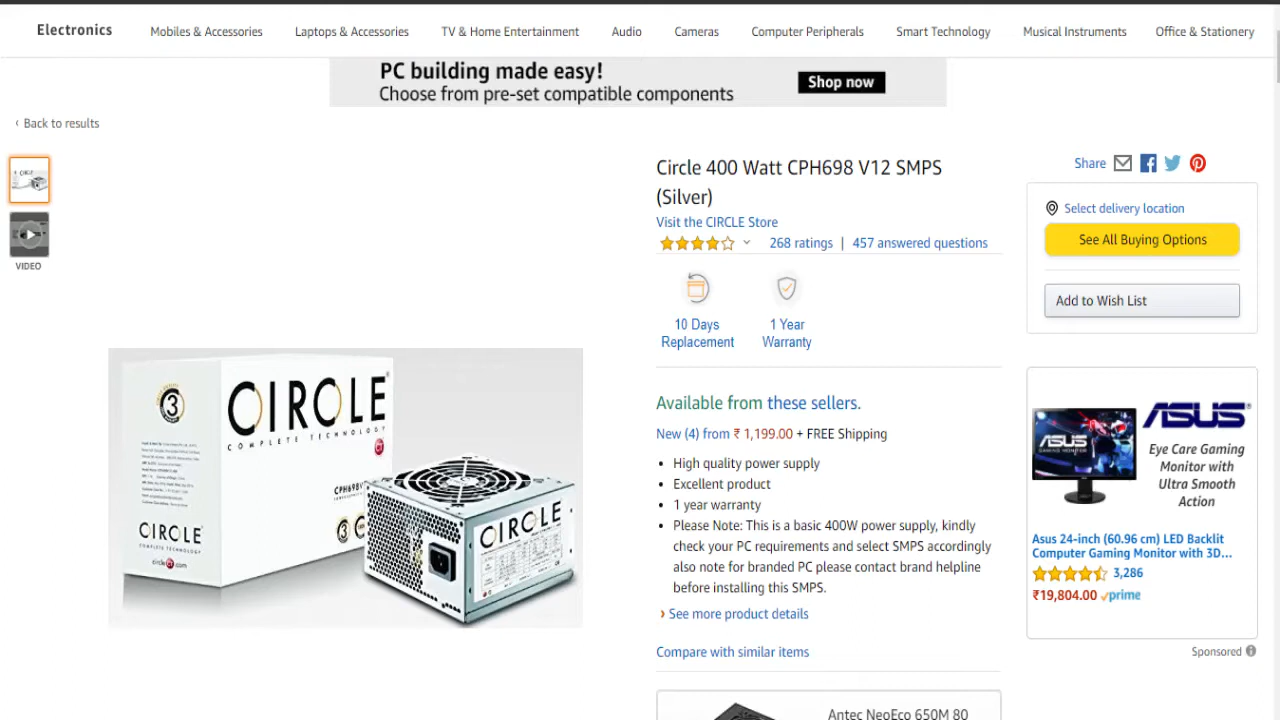 Electronics
Mobiles & Accessories
Laptops & Accessories
TV & Home Entertainment
Audio
Cameras
Computer Peripherals
Smart Technology
Musical Instruments
Office & Stationery
PC building made easy!
Choose from pre-set compatible components
Shop now
‹ Back to results
VIDEO
CIRCLE
COMPLETE TECHNOLOGY
3
CIRCLE
COMPLETE TECHNOLOGY
CIRCLE
Circle 400 Watt CPH698 V12 SMPS
(Silver)
Visit the CIRCLE Store
268 ratings | 457 answered questions
10 Days
Replacement
1 Year
Warranty
Available from these sellers.
New (4) from ₹ 1,199.00 + FREE Shipping
• High quality power supply
• Excellent product
• 1 year warranty
• Please Note: This is a basic 400W power supply, kindly
check your PC requirements and select SMPS accordingly
also note for branded PC please contact brand helpline
before installing this SMPS.
› See more product details
Compare with similar items
Antec NeoEco 650M 80
Share
Select delivery location
See All Buying Options
Add to Wish List
ASUS
ASUS
Eye Care Gaming
Monitor with
Ultra Smooth
Action
Asus 24-inch (60.96 cm) LED Backlit
Computer Gaming Monitor with 3D...
3,286
₹19,804.00 prime
Sponsored